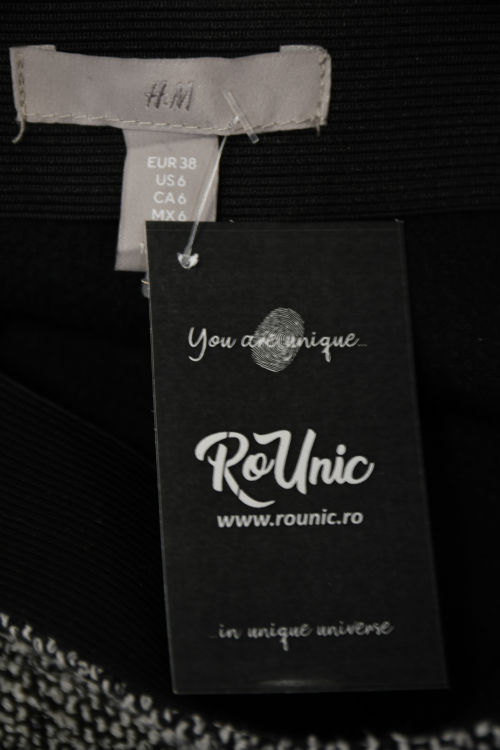 H&M
EUR 38
US 6
CA 6
MX 6
You are unique...
RoUnic
www.rounic.ro
...in unique universe